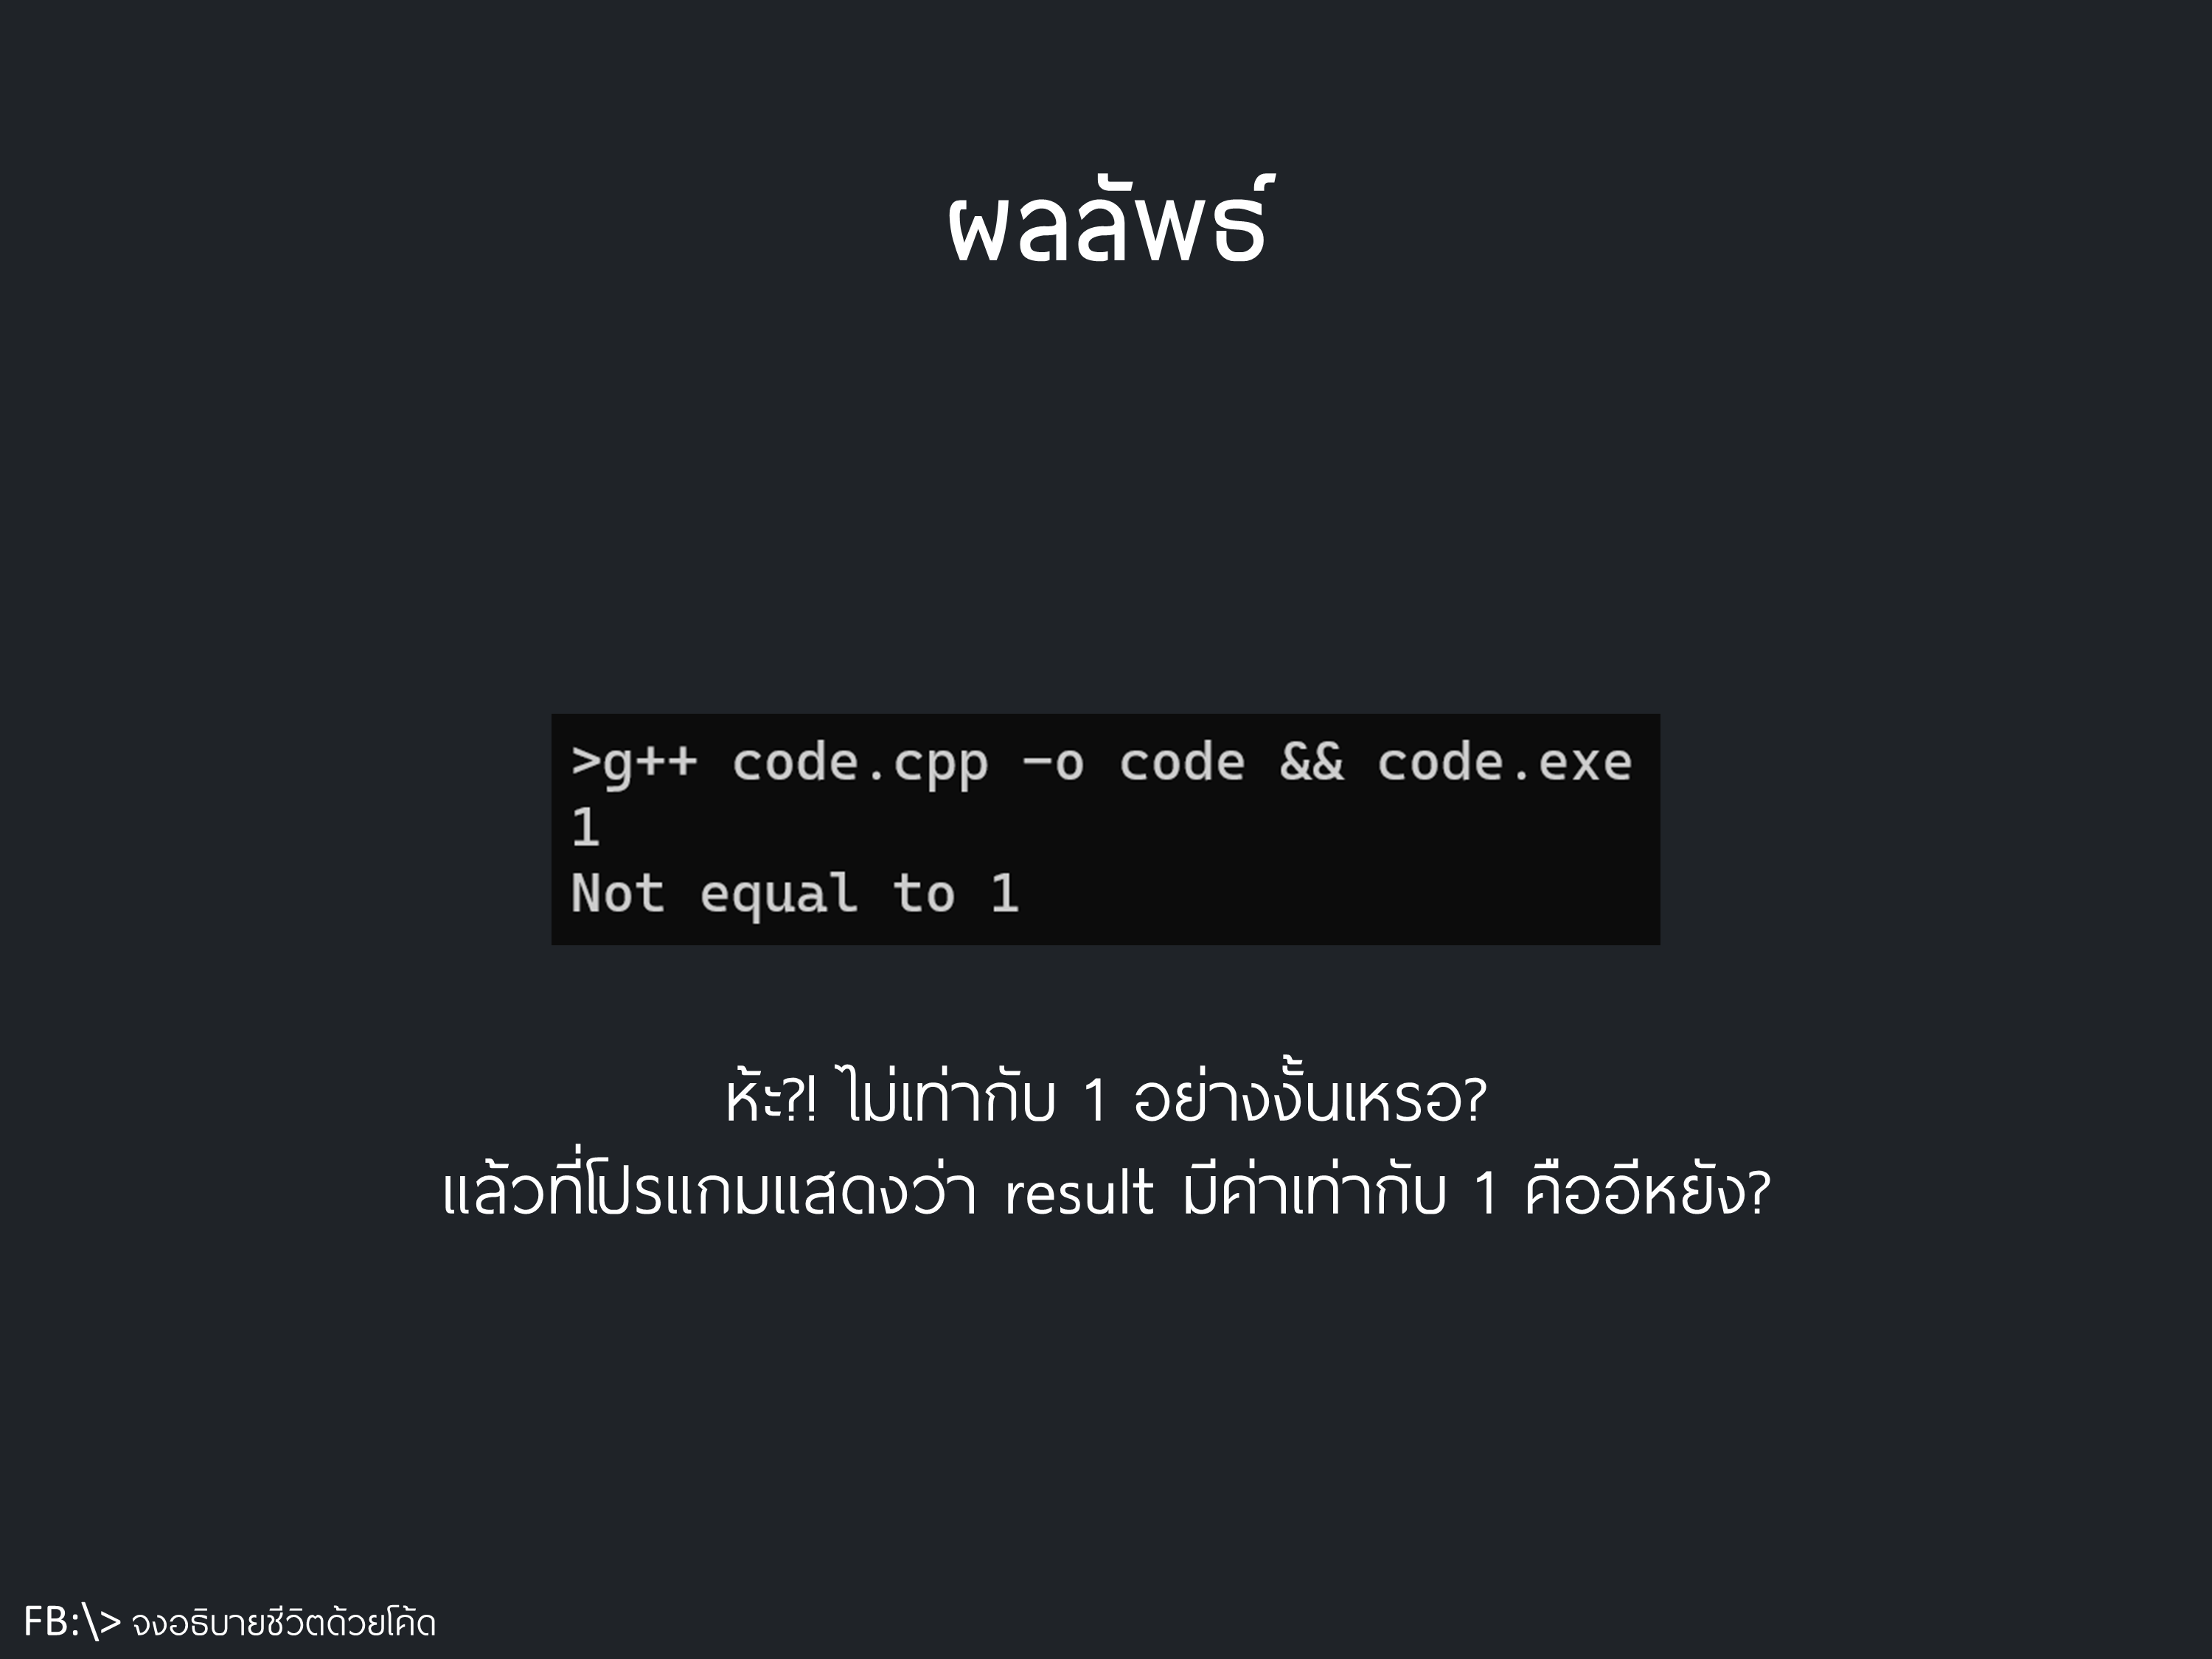 ผลลัพธ์
>g++ code.cpp -o code && code.exe
1
Not equal to 1
ห้ะ?! ไม่เท่ากับ 1 อย่างงั้นเหรอ?
แล้วที่โปรแกมแสดงว่า result มีค่าเท่ากับ 1 คืออีหยัง?
FB:\> จงอธิบายชีวิตด้วยโค้ด